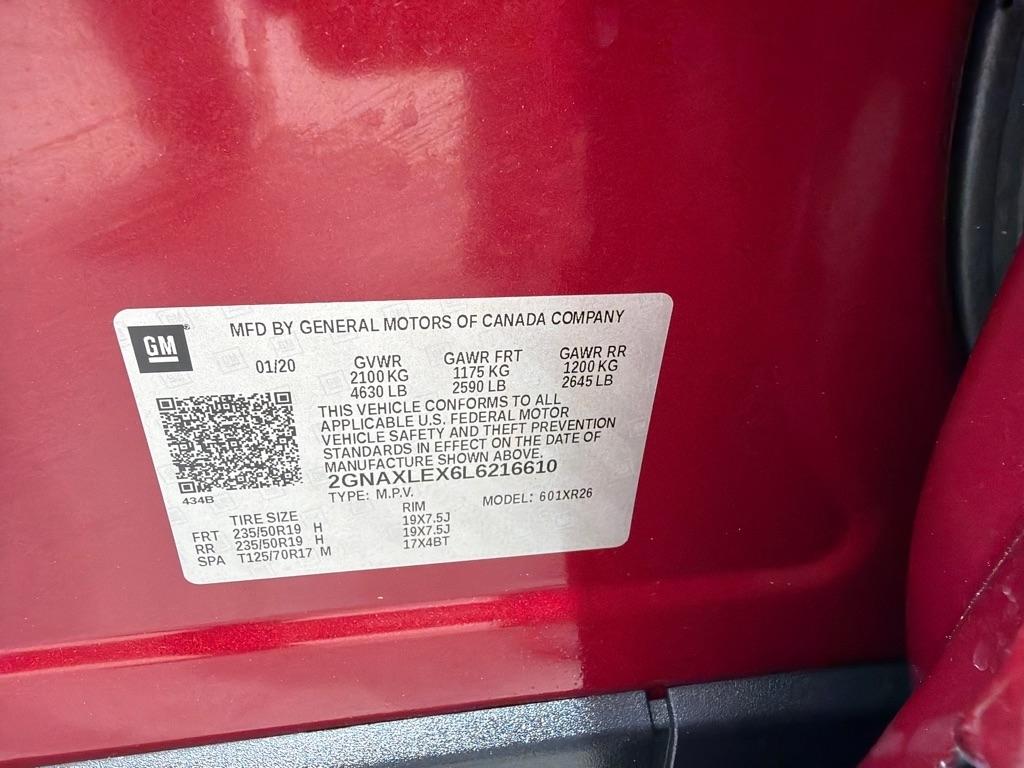 GM
MFD BY GENERAL MOTORS OF CANADA COMPANY
01/20
GVWR
2100 KG
4630 LB
GAWR FRT
1175 KG
2590 LB
GAWR RR
1200 KG
2645 LB
THIS VEHICLE CONFORMS TO ALL
APPLICABLE U.S. FEDERAL MOTOR
VEHICLE SAFETY AND THEFT PREVENTION
STANDARDS IN EFFECT ON THE DATE OF
MANUFACTURE SHOWN ABOVE.
2GNAXLEX6L6216610
434B
TYPE: M.P.V.
MODEL: 601XR26
TIRE SIZE RIM
FRT 235/50R19 H 19X7.5J
RR 235/50R19 H 19X7.5J
SPA T125/70R17 M 17X4BT